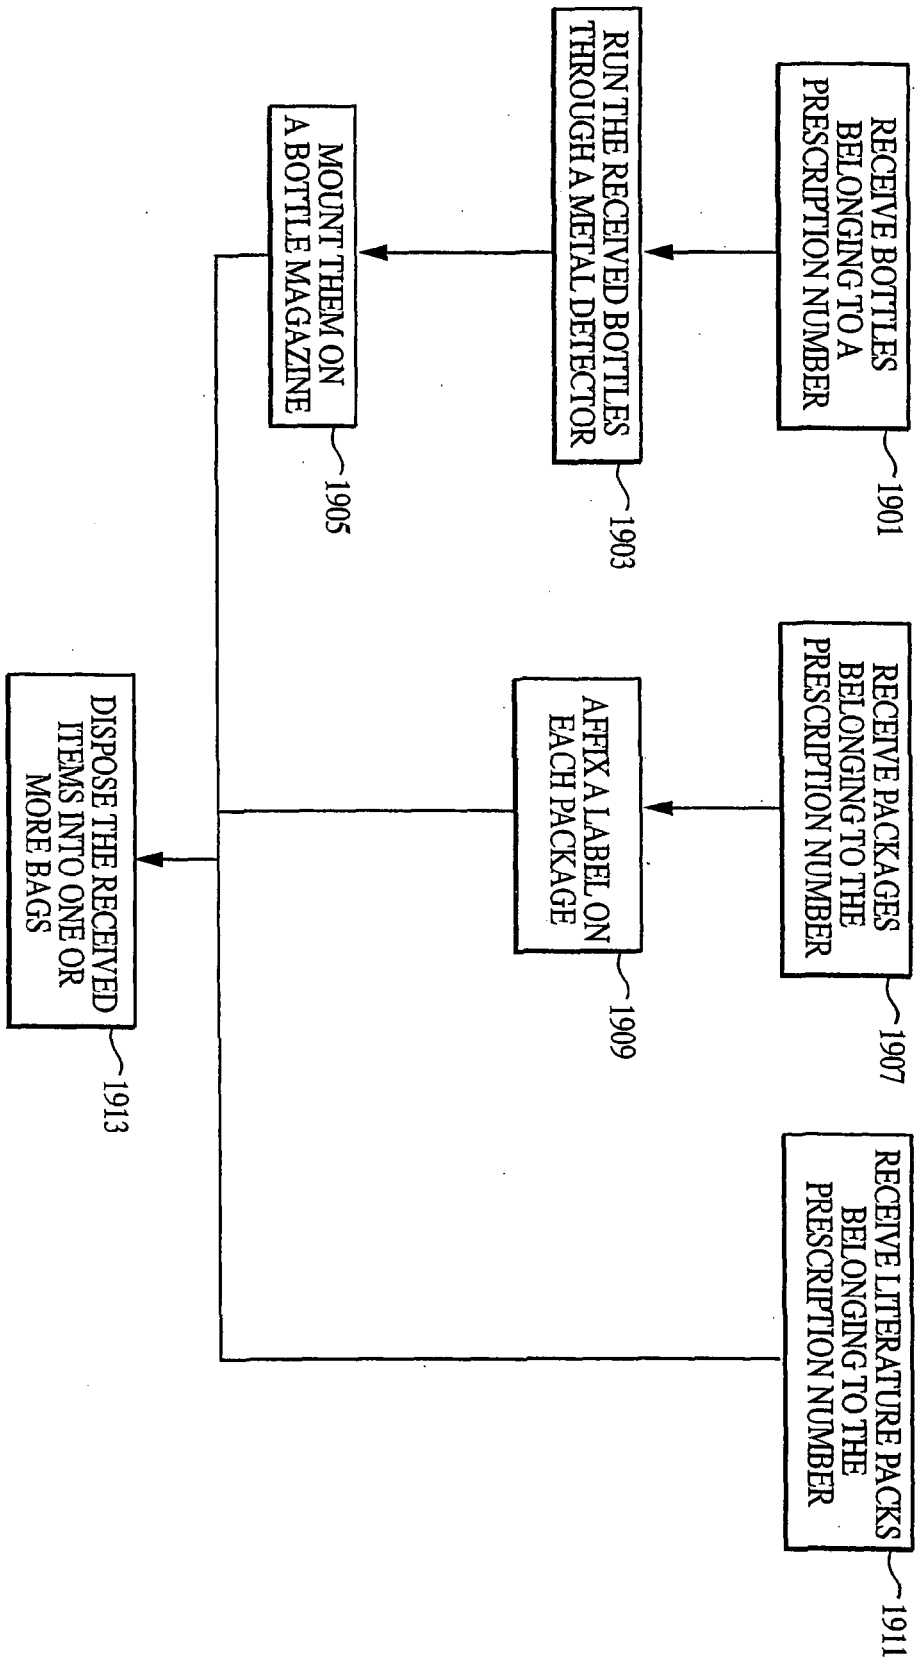 RECEIVE BOTTLES
BELONGING TO A
PRESCRIPTION NUMBER
1901
RUN THE RECEIVED BOTTLES
THROUGH A METAL DETECTOR
1903
MOUNT THEM ON
A BOTTLE MAGAZINE
1905
RECEIVE PACKAGES
BELONGING TO THE
PRESCRIPTION NUMBER
1907
AFFIX A LABEL ON
EACH PACKAGE
1909
RECEIVE LITERATURE PACKS
BELONGING TO THE
PRESCRIPTION NUMBER
1911
DISPOSE THE RECEIVED
ITEMS INTO ONE OR
MORE BAGS
1913